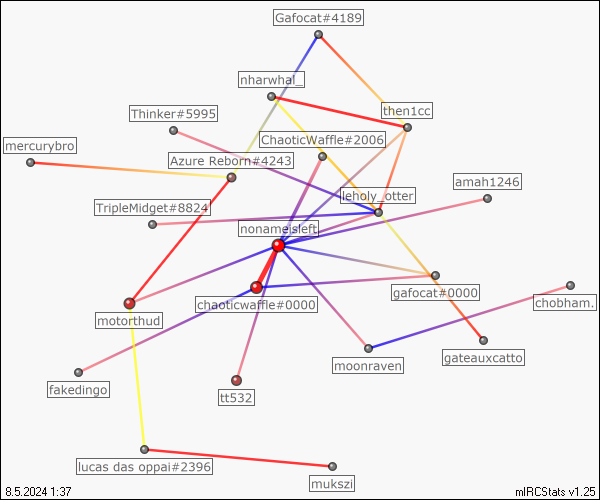 Gafocat#4189
nharwhal_
Thinker#5995
then1cc
mercurybro
ChaoticWaffle#2006
Azure Reborn#4243
amah1246
leholy_otter
TripleMidget#8824
nonameisleft
gafocat#0000
chaoticwaffle#0000
chobham.
motorthud
gateauxcatto
moonraven
fakedingo
tt532
lucas das oppai#2396
mukszi
8.5.2024 1:37
mIRCStats v1.25